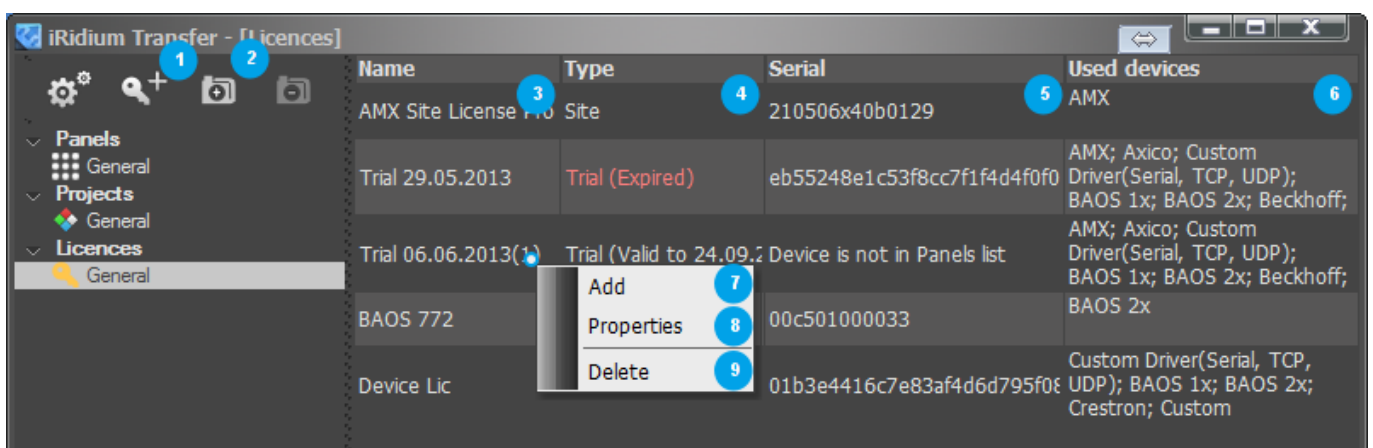 iRidium Transfer - [Licences]
1
2
Panels
General
Projects
General
Licences
General
Name Type Serial Used devices
3 4 5 6
AMX Site License Pro Site 210506x40b0129 AMX
Trial 29.05.2013 Trial (Expired) eb55248e1c53f8cc7f1f4d4f0f0 AMX; Axico; Custom
Driver(Serial, TCP, UDP);
BAOS 1x; BAOS 2x; Beckhoff;
Trial 06.06.2013(1) Trial (Valid to 24.09.2 Device is not in Panels list AMX; Axico; Custom
Driver(Serial, TCP, UDP);
BAOS 1x; BAOS 2x; Beckhoff;
BAOS 772 00c501000033 BAOS 2x
Device Lic 01b3e4416c7e83af4d6d795f08 Custom Driver(Serial, TCP,
UDP); BAOS 1x; BAOS 2x;
Crestron; Custom
Add 7
Properties 8
Delete 9